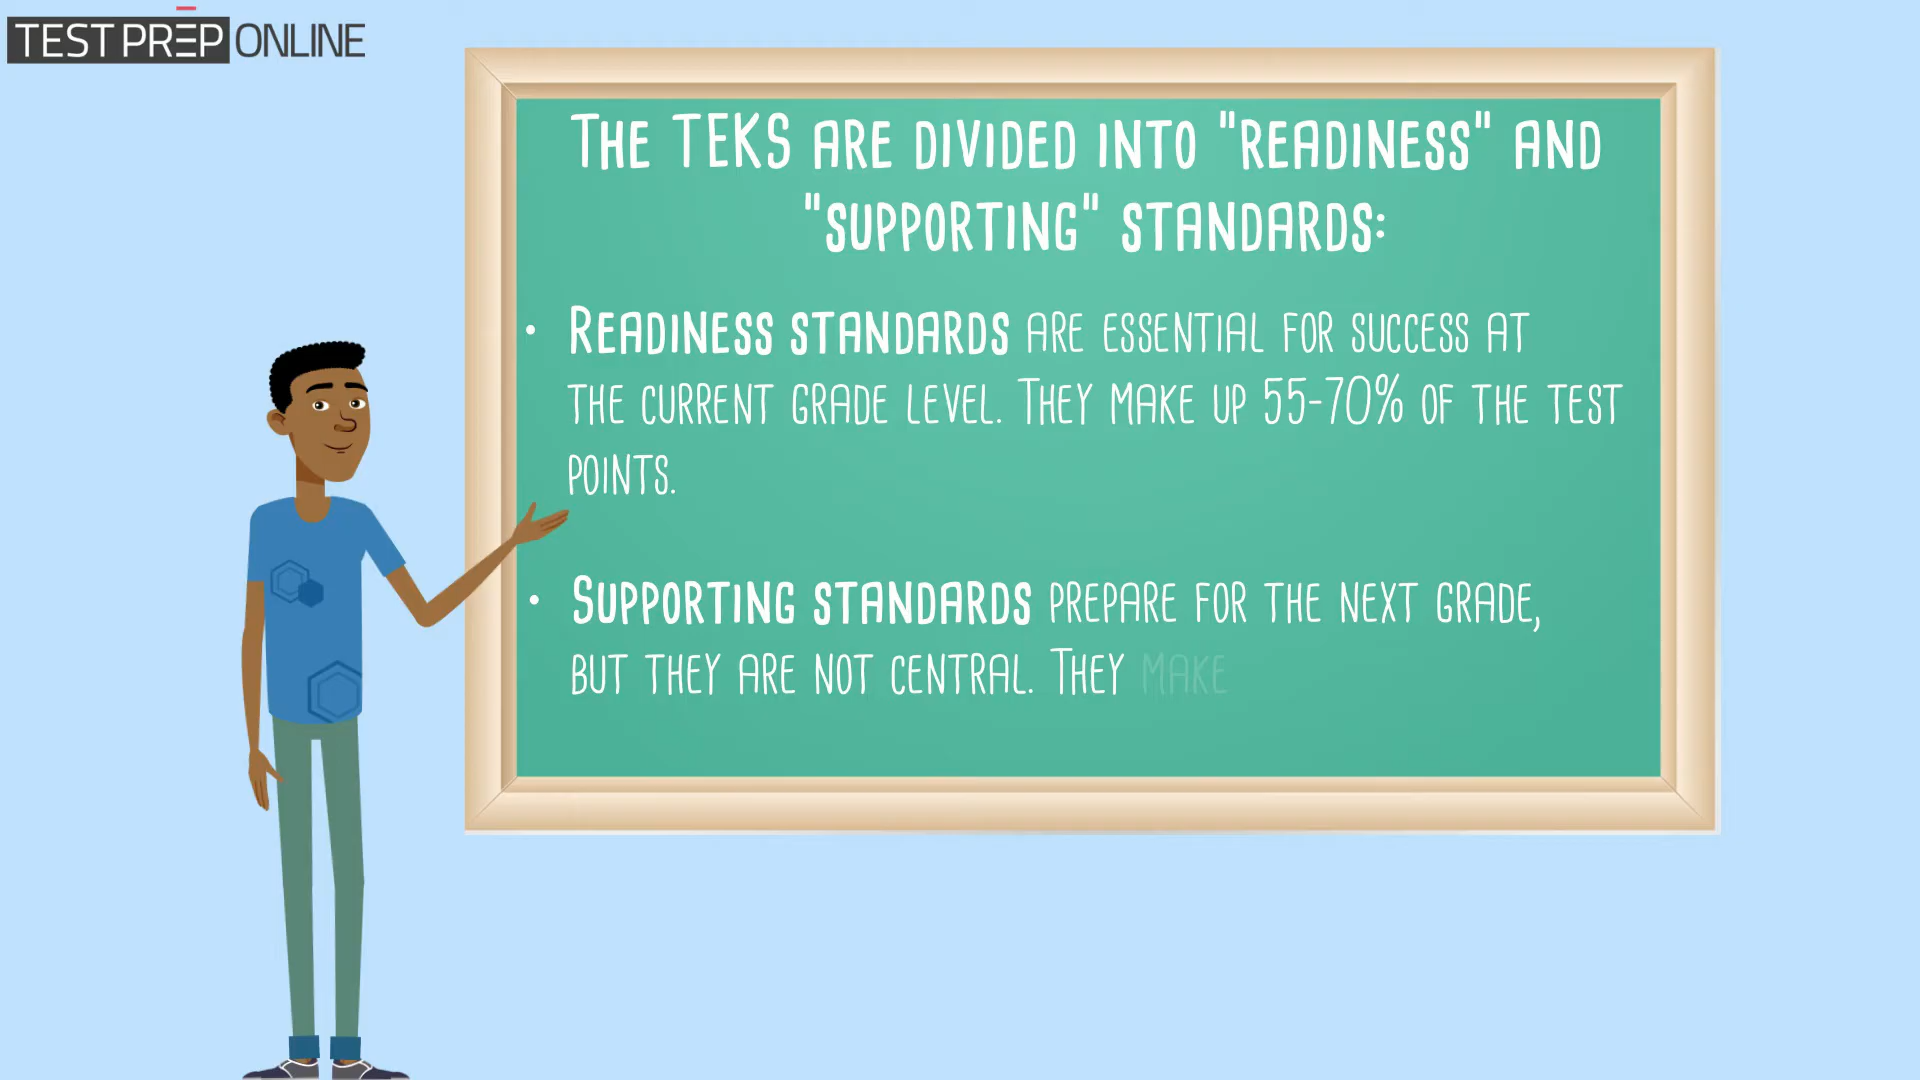 TEST PREP ONLINE
THE TEKS ARE DIVIDED INTO "READINESS" AND
"SUPPORTING" STANDARDS:
• READINESS STANDARDS ARE ESSENTIAL FOR SUCCESS AT
THE CURRENT GRADE LEVEL. THEY MAKE UP 55-70% OF THE TEST
POINTS.
• SUPPORTING STANDARDS PREPARE FOR THE NEXT GRADE,
BUT THEY ARE NOT CENTRAL. THEY MAKE